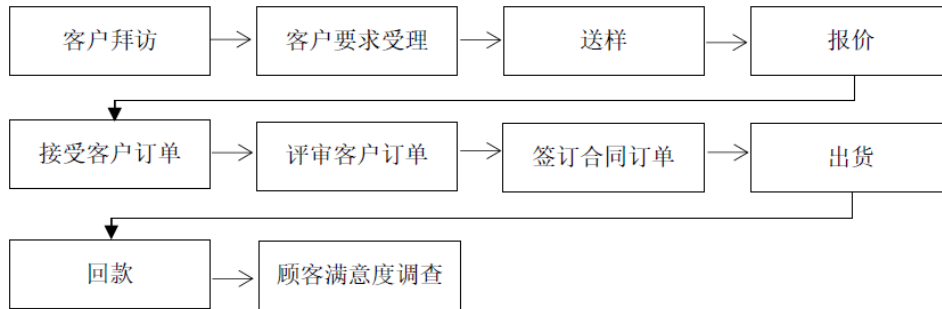 客户拜访
客户要求受理
送样
报价
接受客户订单
评审客户订单
签订合同订单
出货
回款
顾客满意度调查